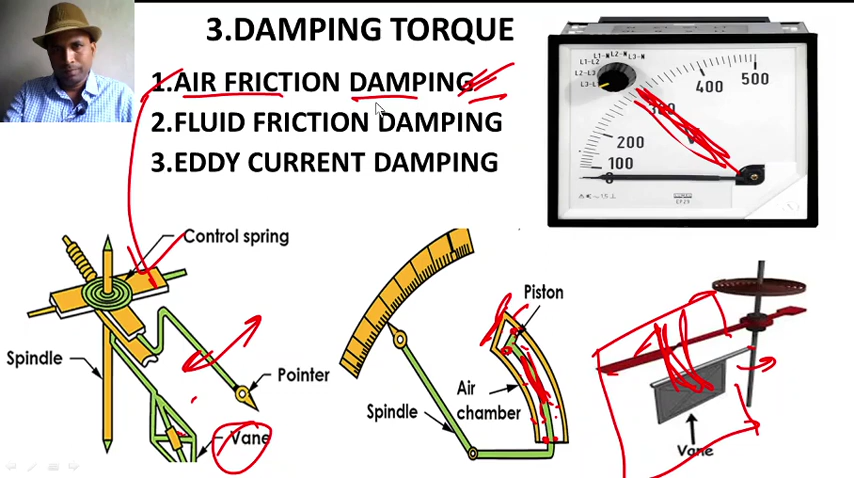 3.DAMPING TORQUE
1.AIR FRICTION DAMPING
2.FLUID FRICTION DAMPING
3.EDDY CURRENT DAMPING
L1-N L2-N L3-N
L1-L2
L2-L3
L3-L1
0
100
200
300
400
500
V
Control spring
Spindle
Pointer
Vane
Piston
Air
chamber
Spindle
Vane